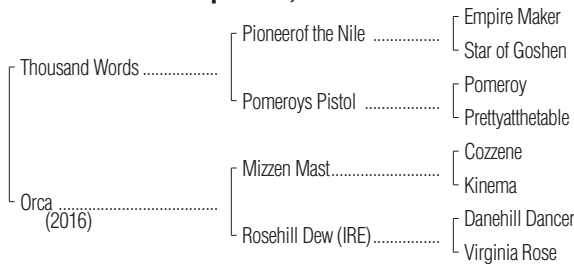 Empire Maker
Pioneerof the Nile ................
Star of Goshen
Thousand Words ..................
Pomeroy
Pomeroys Pistol ..................
Prettyatthetable
Cozzene
Mizzen Mast..........................
Kinema
Orca ......................................
(2016)
Danehill Dancer
Rosehill Dew (IRE)................
Virginia Rose